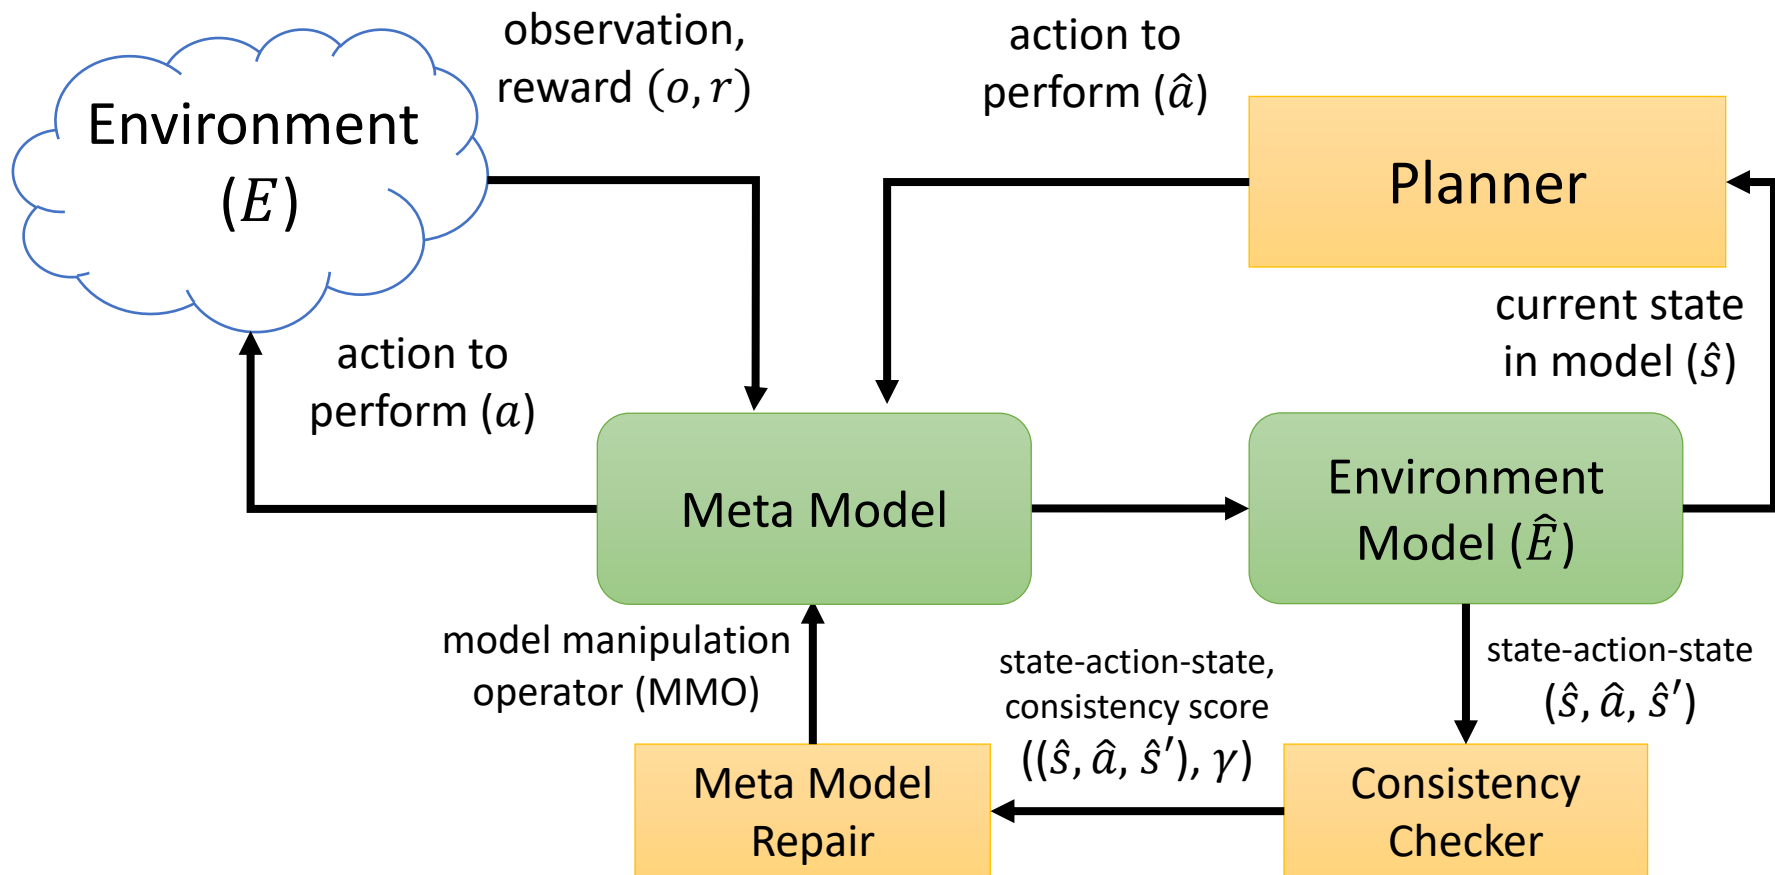 observation,
reward (o, r)
action to
perform (â)
Environment
(E)
Planner
current state
in model (ŝ)
action to
perform (a)
Meta Model
Environment
Model (Ê)
model manipulation
operator (MMO)
state-action-state,
consistency score
((ŝ, â, ŝ′), γ)
state-action-state
(ŝ, â, ŝ′)
Meta Model
Repair
Consistency
Checker